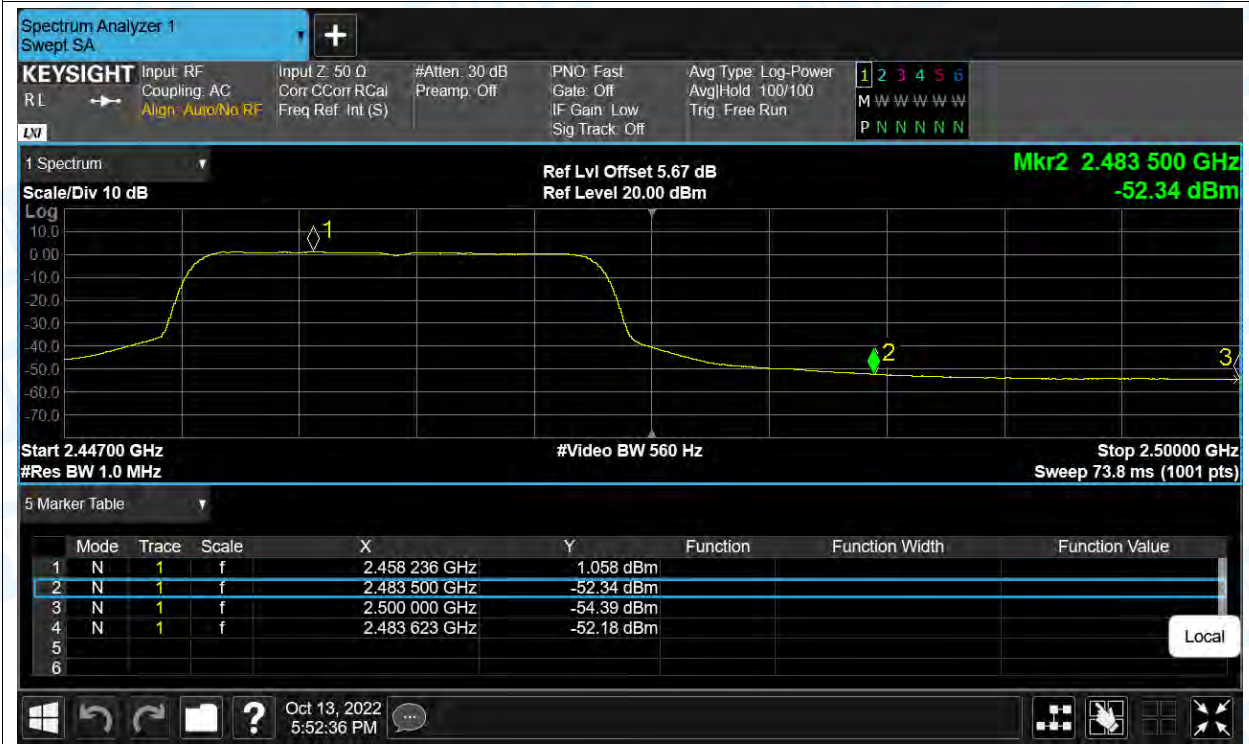 Spectrum Analyzer 1
Swept SA
+
KEYSIGHT Input: RF Input Z: 50 Ω #Atten: 30 dB PNO: Fast Avg Type: Log-Power 1 2 3 4 5 6
RL Coupling: AC Corr CCorr RCal Preamp: Off Gate: Off Avg|Hold: 100/100 M W W W W W W
Align: Auto/No RF Freq Ref: Int (S) IF Gain: Low Trig: Free Run
LXI Sig Track: Off P N N N N N N
1 Spectrum Ref Lvl Offset 5.67 dB Mkr2 2.483 500 GHz
Scale/Div 10 dB Ref Level 20.00 dBm -52.34 dBm
Log
10.0 1
0.00
-10.0
-20.0
-30.0
-40.0 2 3
-50.0
-60.0
-70.0
Start 2.44700 GHz #Video BW 560 Hz Stop 2.50000 GHz
#Res BW 1.0 MHz Sweep 73.8 ms (1001 pts)
5 Marker Table
Mode Trace Scale X Y Function Function Width Function Value
1 N 1 f 2.458 236 GHz 1.058 dBm
2 N 1 f 2.483 500 GHz -52.34 dBm
3 N 1 f 2.500 000 GHz -54.39 dBm
4 N 1 f 2.483 623 GHz -52.18 dBm
5 Local
6
? Oct 13, 2022
5:52:36 PM